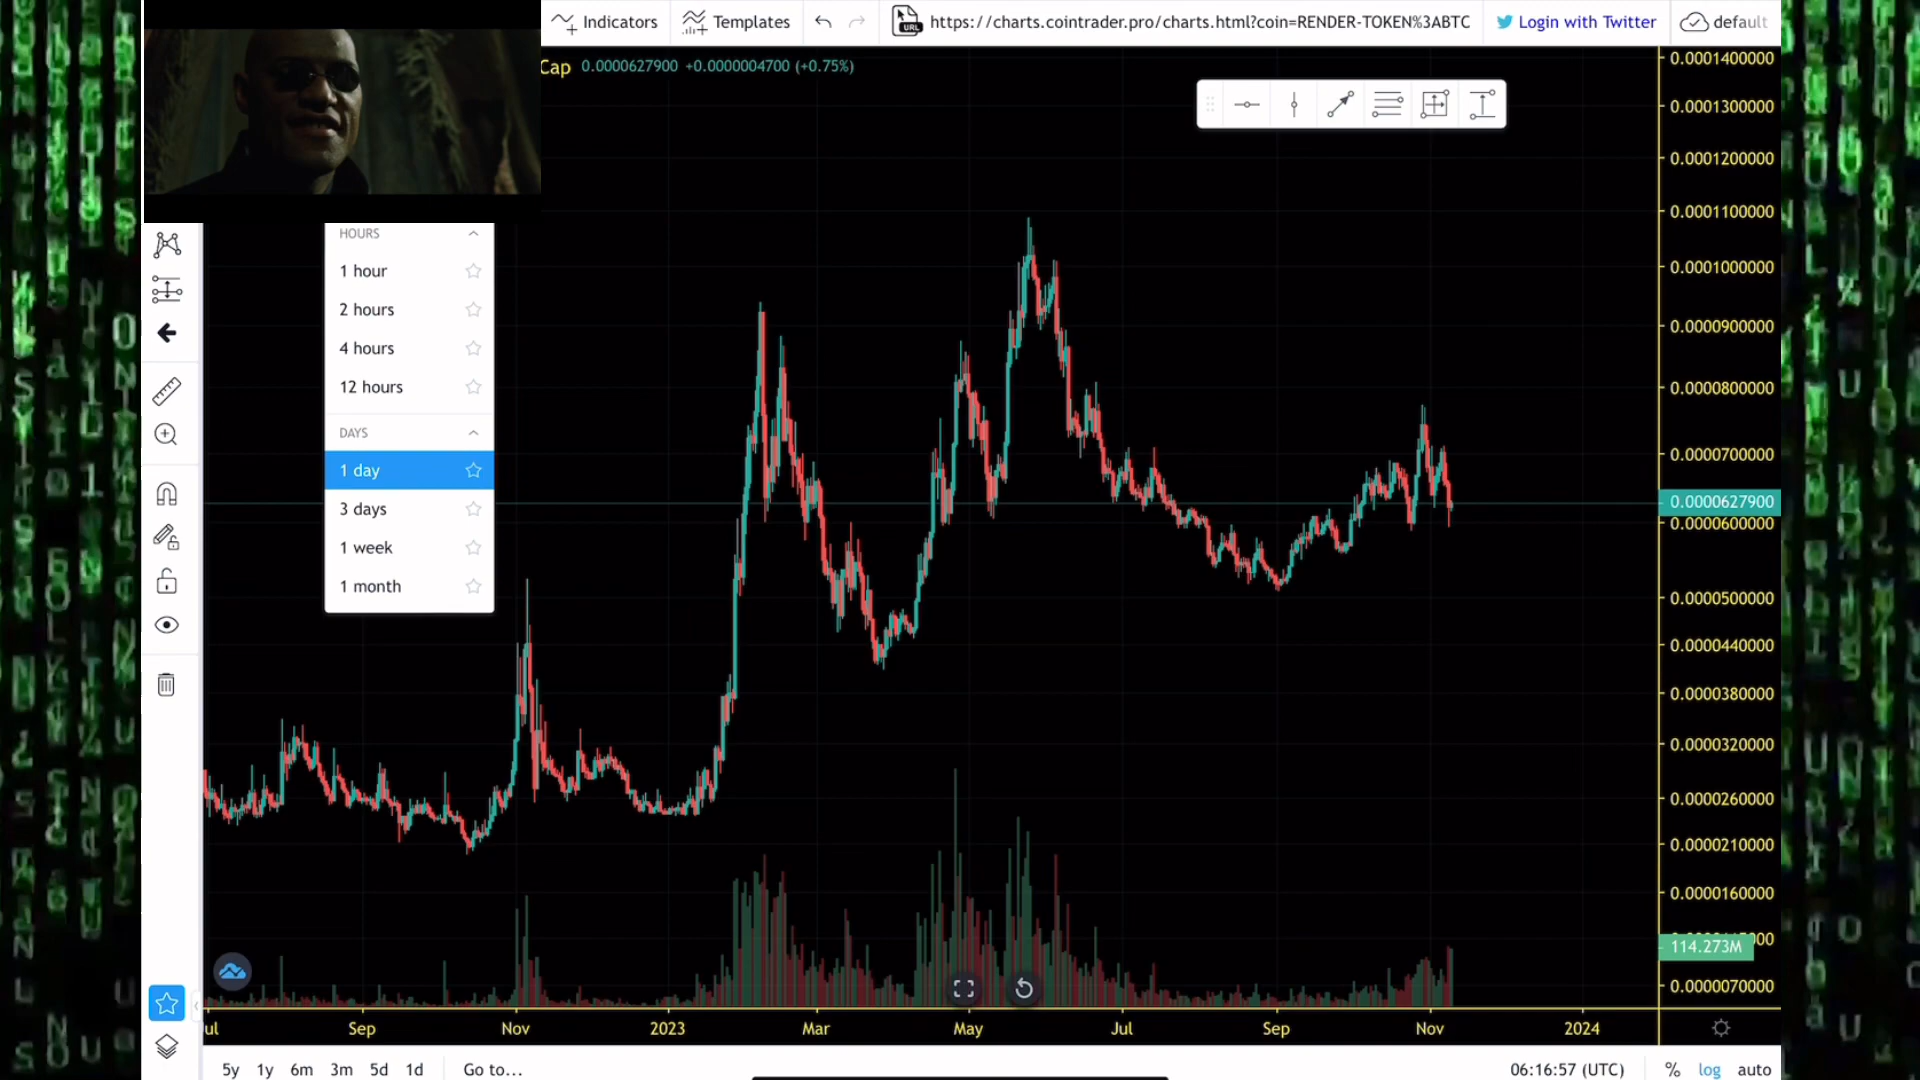 Indicators
Templates
URL
https://charts.cointrader.pro/charts.html?coin=RENDER-TOKEN%3ABTC
Login with Twitter
default
Cap 0.0000627900 +0.0000004700 (+0.75%)
HOURS
1 hour
2 hours
4 hours
12 hours
DAYS
1 day
3 days
1 week
1 month
0.0001400000
0.0001300000
0.0001200000
0.0001100000
0.0001000000
0.0000900000
0.0000800000
0.0000700000
0.0000627900
0.0000600000
0.0000500000
0.0000440000
0.0000380000
0.0000320000
0.0000260000
0.0000210000
0.0000160000
114.273M
0.0000070000
ul Sep Nov 2023 Mar May Jul Sep Nov 2024
5y 1y 6m 3m 5d 1d Go to... 06:16:57 (UTC) % log auto